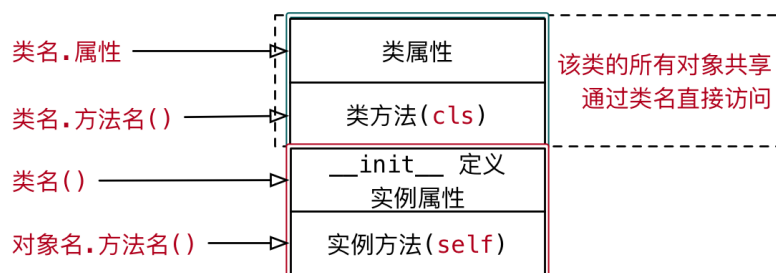 类名.属性
类属性
该类的所有对象共享
通过类名直接访问
类名.方法名()
类方法(cls)
类名()
__init__ 定义
实例属性
对象名.方法名()
实例方法(self)